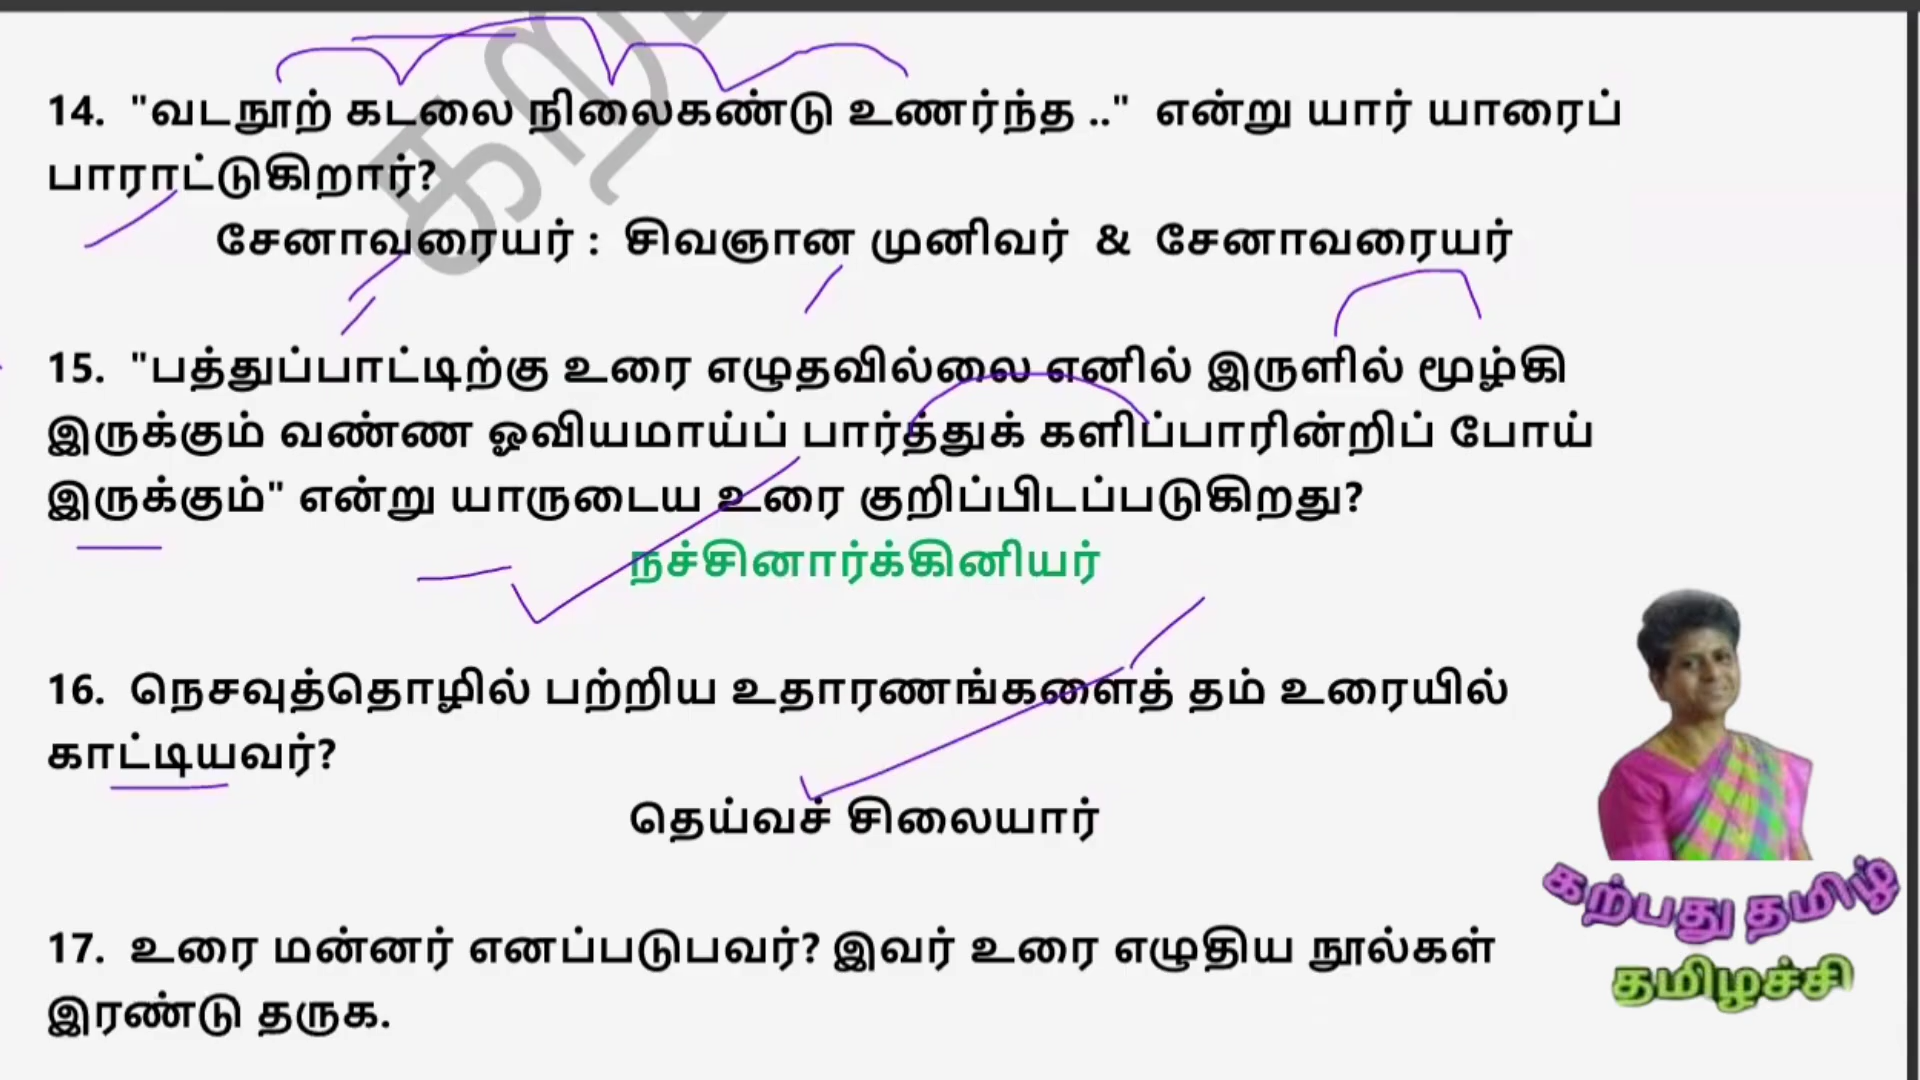 14. "வடநூற் கடலை நிலைகண்டு உணர்ந்த .." என்று யார் யாரைப்
பாராட்டுகிறார்?
சேனாவரையர் : சிவஞான முனிவர் & சேனாவரையர்
15. "பத்துப்பாட்டிற்கு உரை எழுதவில்லை எனில் இருளில் மூழ்கி
இருக்கும் வண்ண ஓவியமாய்ப் பார்த்துக் களிப்பாரின்றிப் போய்
இருக்கும்" என்று யாருடைய உரை குறிப்பிடப்படுகிறது?
நச்சினார்க்கினியர்
16. நெசவுத்தொழில் பற்றிய உதாரணங்களைத் தம் உரையில்
காட்டியவர்?
தெய்வச் சிலையார்
17. உரை மன்னர் எனப்படுபவர்? இவர் உரை எழுதிய நூல்கள்
இரண்டு தருக.
கற்பது தமிழ்
தமிழச்சி